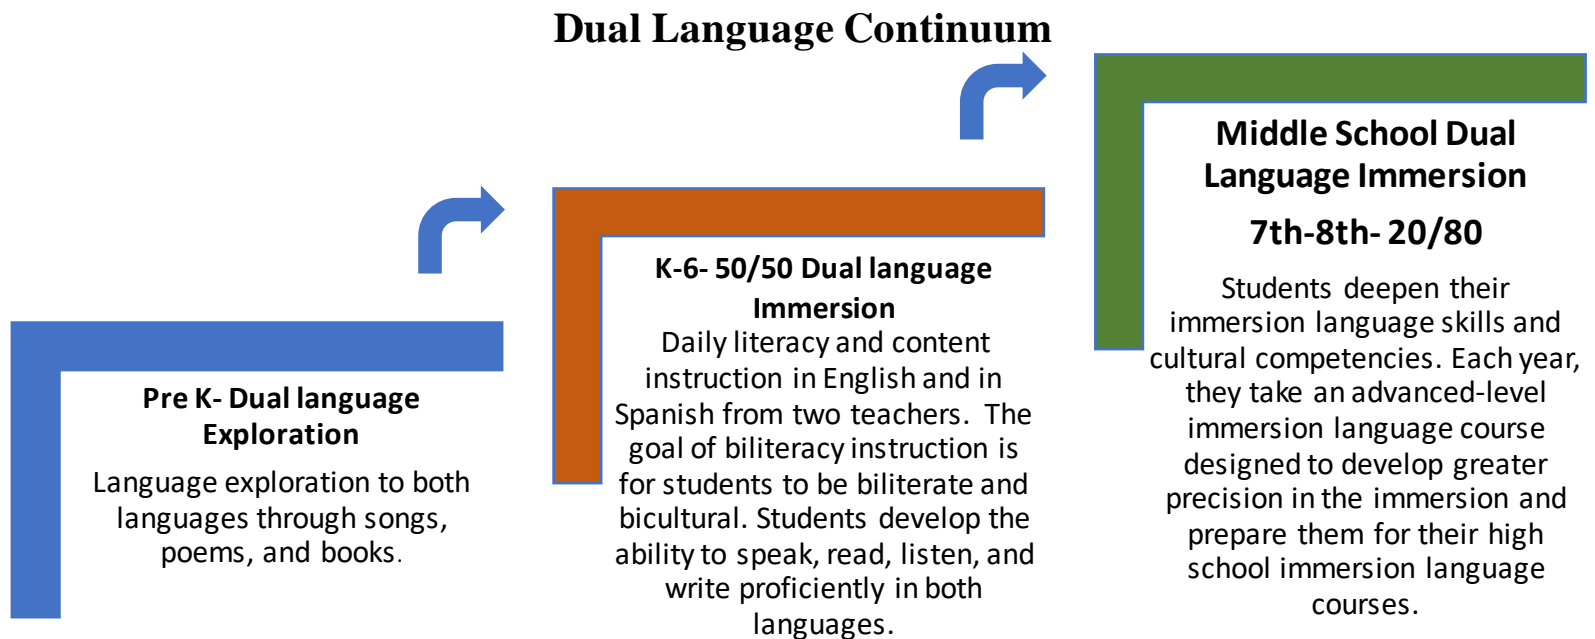 Dual Language Continuum
Pre K- Dual language
Exploration
Language exploration to both
languages through songs,
poems, and books.
K-6- 50/50 Dual language
Immersion
Daily literacy and content
instruction in English and in
Spanish from two teachers.  The
goal of biliteracy instruction is
for students to be biliterate and
bicultural. Students develop the
ability to speak, read, listen, and
write proficiently in both
languages.
Middle School Dual
Language Immersion
7th-8th- 20/80
Students deepen their
immersion language skills and
cultural competencies. Each year,
they take an advanced-level
immersion language course
designed to develop greater
precision in the immersion and
prepare them for their high
school immersion language
courses.